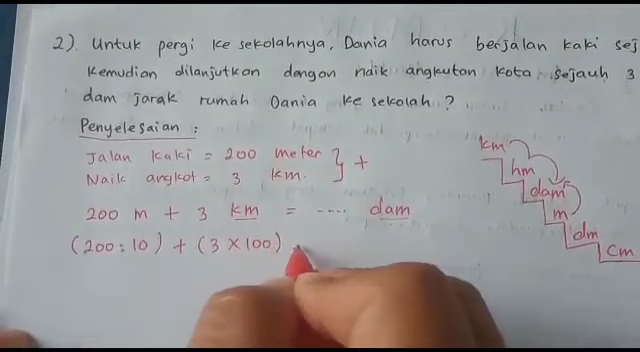 2). Untuk pergi ke sekolahnya, Dania harus berjalan kaki sej
kemudian dilanjutkan dengan naik angkutan kota sejauh 3
dam jarak rumah Dania ke sekolah ?
Penyelesaian :
Jalan kaki = 200 meter } +
Naik angkot = 3 km.
200 m + 3 km = .... dam
(200 : 10) + (3 x 100)
km
hm
dam
m
dm
cm